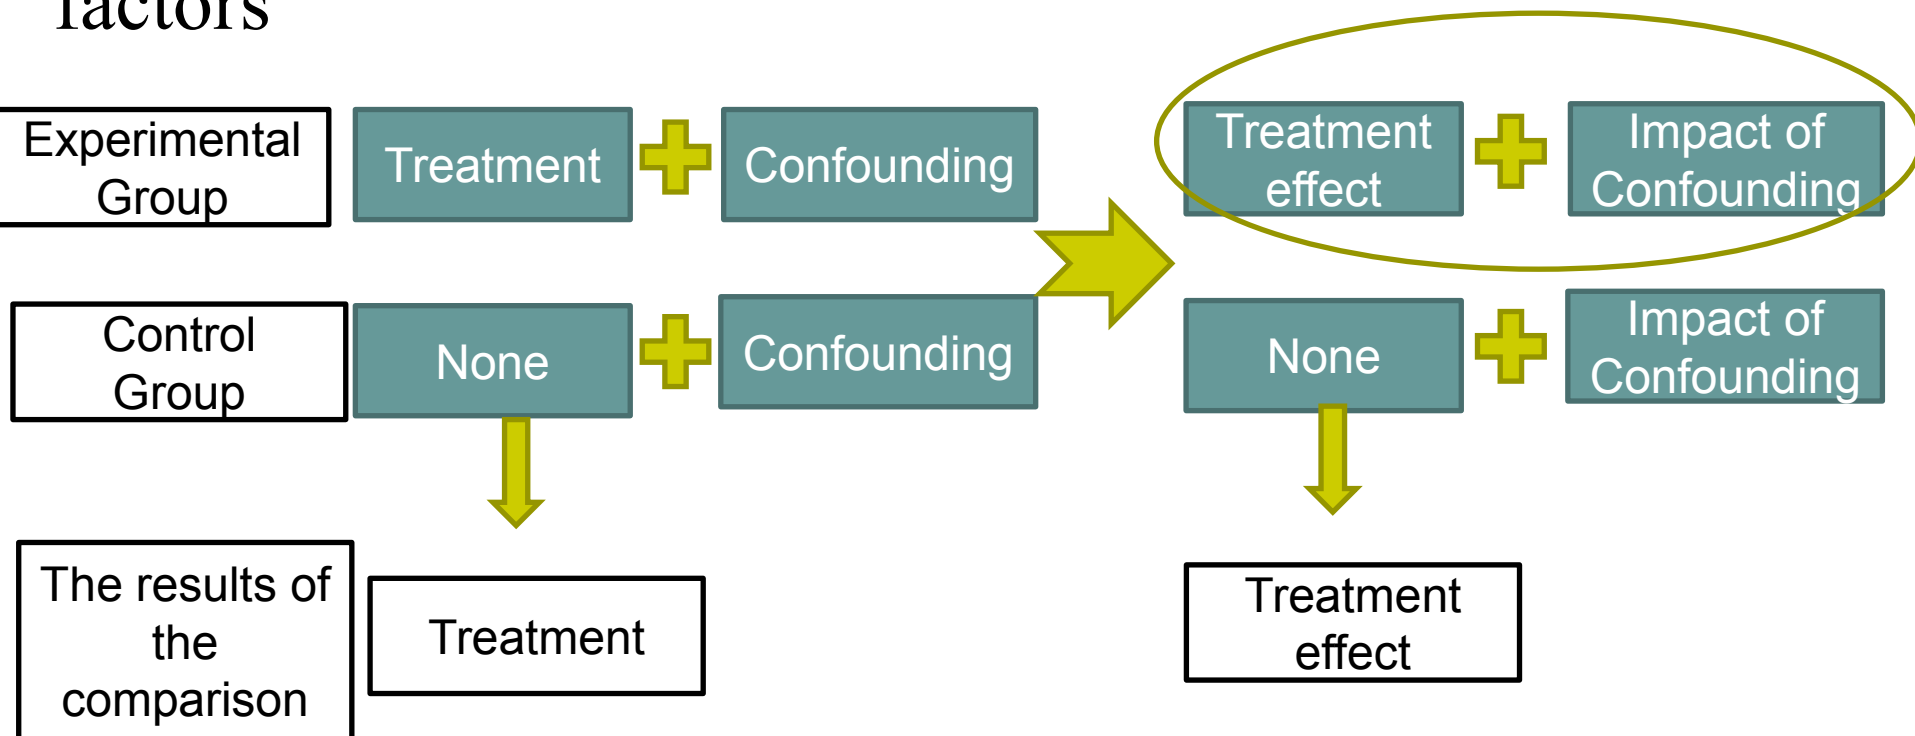 factors
Experimental
Group
Treatment
Confounding
Treatment
effect
Impact of
Confounding
Control
Group
None
Confounding
None
Impact of
Confounding
The results of
the
comparison
Treatment
Treatment
effect